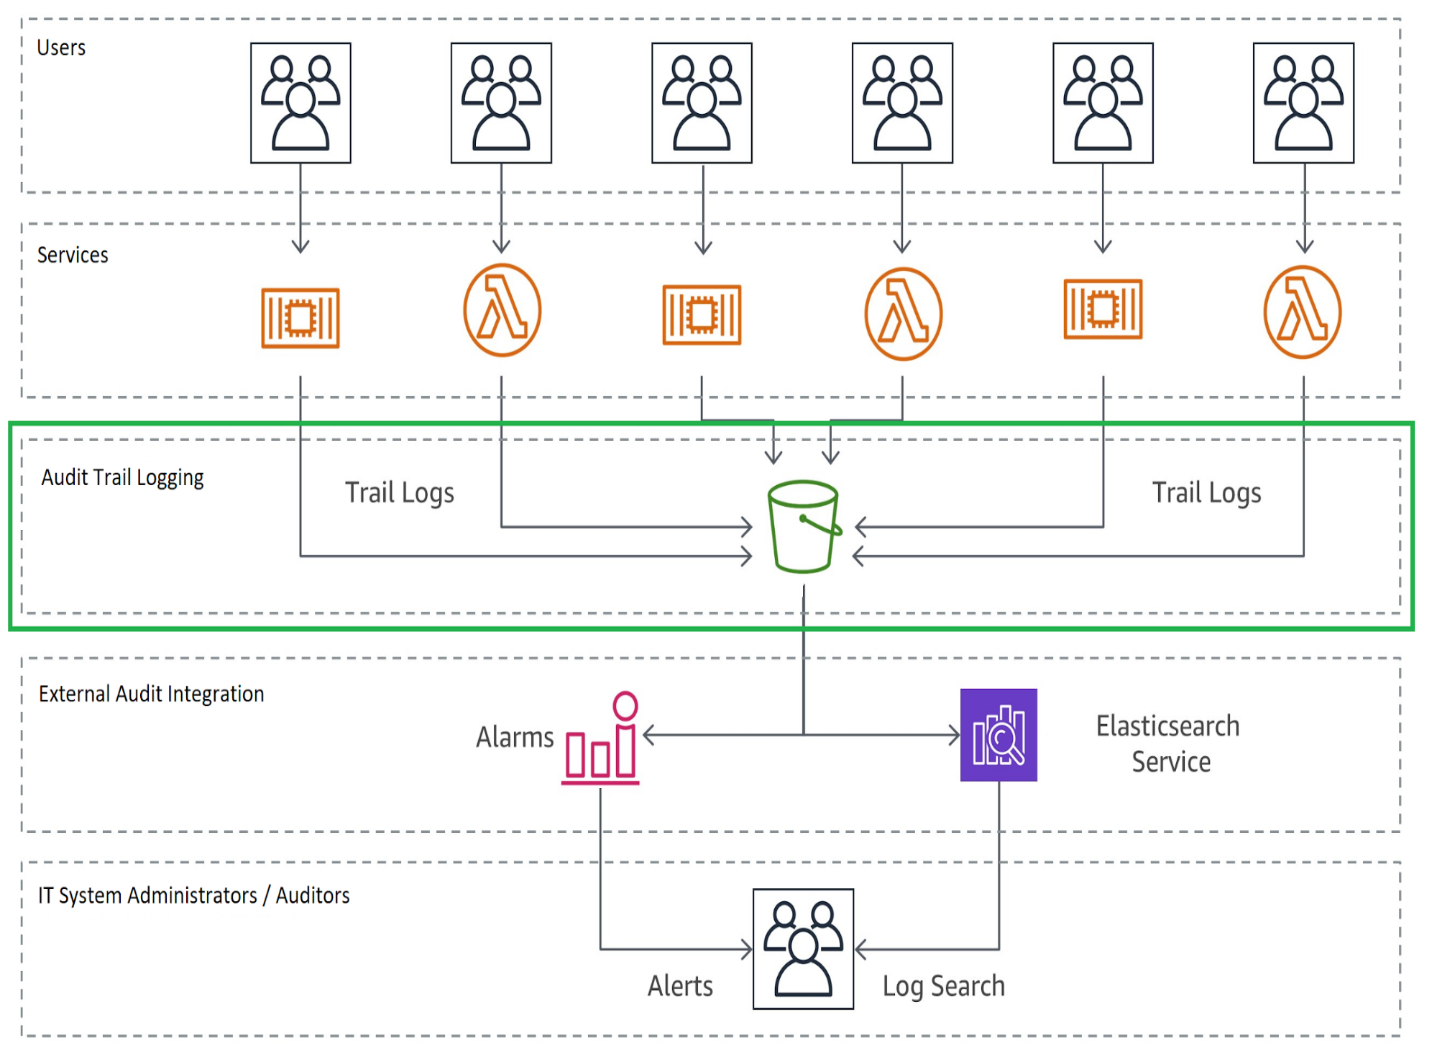 Users
Services
Audit Trail Logging
Trail Logs
Trail Logs
External Audit Integration
Alarms
Elasticsearch
Service
IT System Administrators / Auditors
Alerts
Log Search